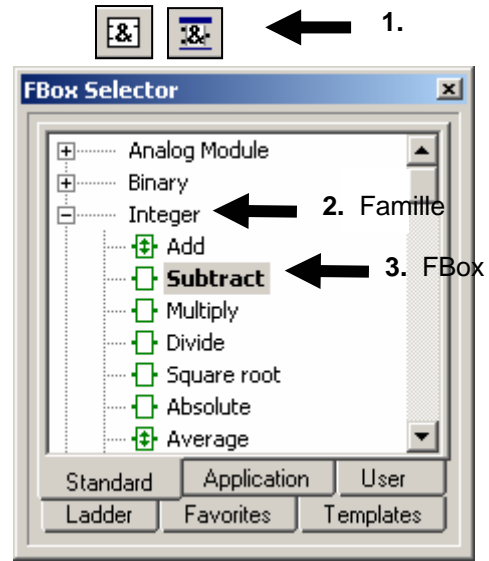 & & 1.
FBox Selector
Analog Module
Binary
Integer 2. Famille
Add
Subtract 3. FBox
Multiply
Divide
Square root
Absolute
Average
Standard Application User
Ladder Favorites Templates